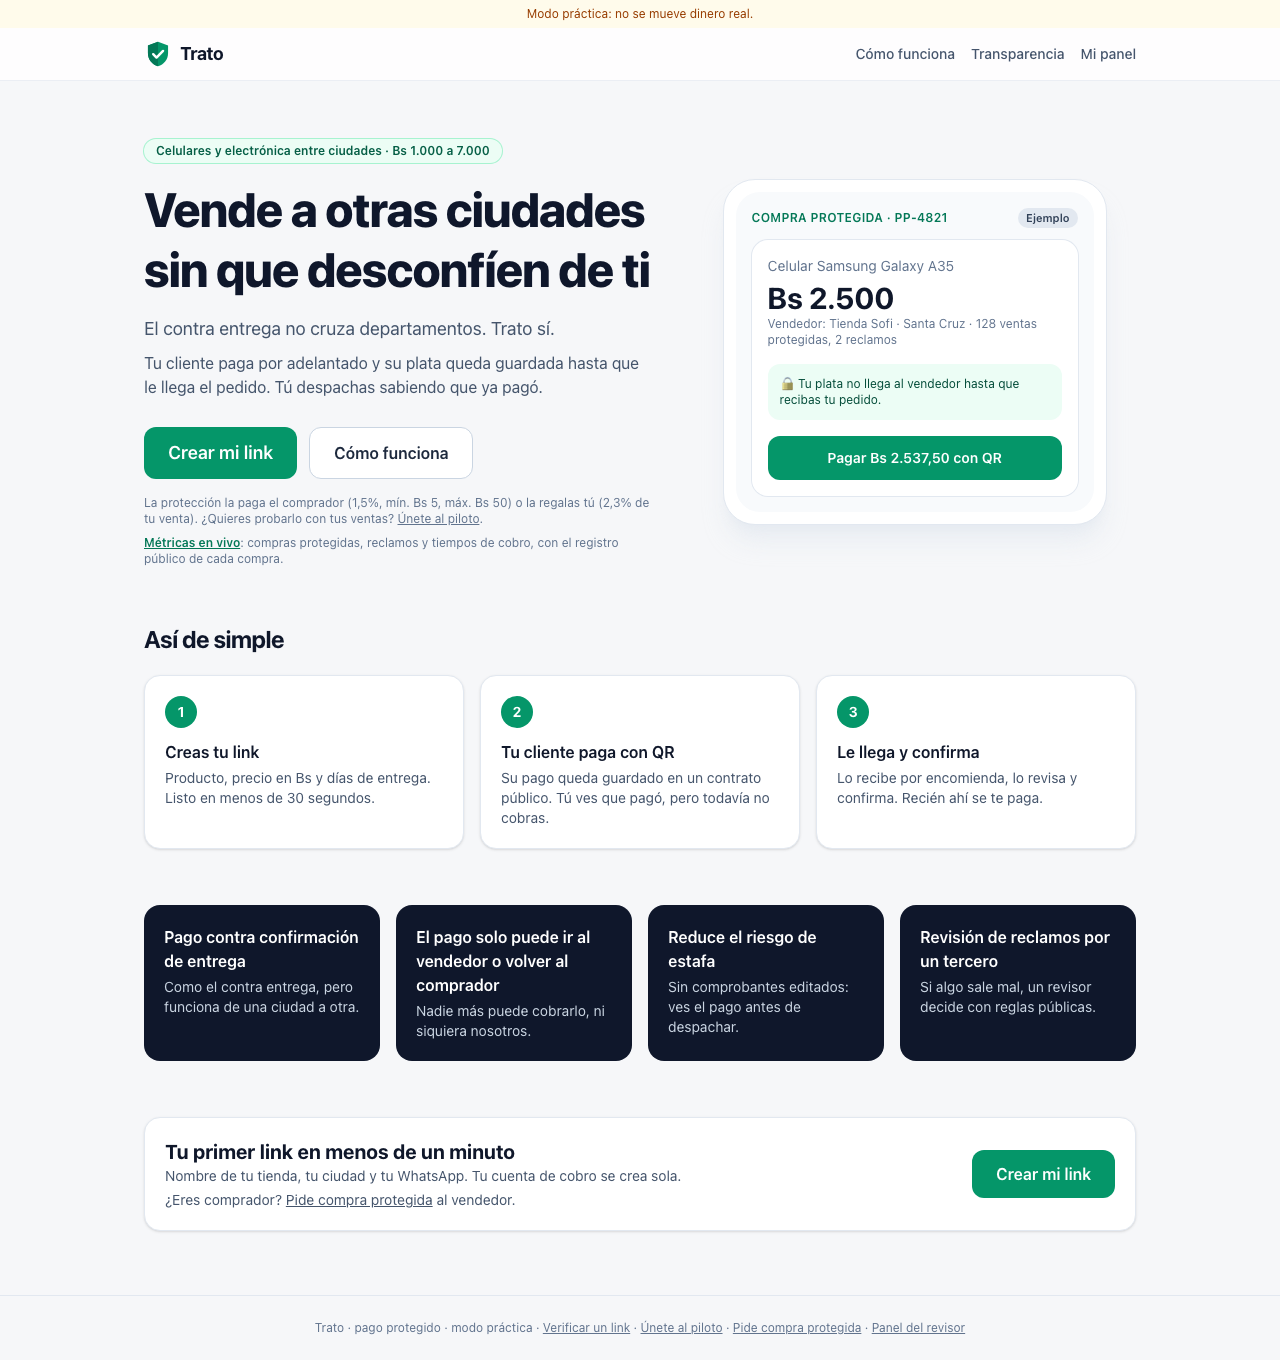 Modo práctica: no se mueve dinero real.
Trato
Cómo funciona
Transparencia
Mi panel
Celulares y electrónica entre ciudades · Bs 1.000 a 7.000
Vende a otras ciudades
sin que desconfíen de ti
El contra entrega no cruza departamentos. Trato sí.
Tu cliente paga por adelantado y su plata queda guardada hasta que
le llega el pedido. Tú despachas sabiendo que ya pagó.
Crear mi link
Cómo funciona
La protección la paga el comprador (1,5%, mín. Bs 5, máx. Bs 50) o la regalas tú (2,3% de
tu venta). ¿Quieres probarlo con tus ventas? Únete al piloto.
Métricas en vivo: compras protegidas, reclamos y tiempos de cobro, con el registro
público de cada compra.
COMPRA PROTEGIDA · PP-4821
Ejemplo
Celular Samsung Galaxy A35
Bs 2.500
Vendedor: Tienda Sofi · Santa Cruz · 128 ventas
protegidas, 2 reclamos
🔒 Tu plata no llega al vendedor hasta que
recibas tu pedido.
Pagar Bs 2.537,50 con QR
Así de simple
1
Creas tu link
Producto, precio en Bs y días de entrega.
Listo en menos de 30 segundos.
2
Tu cliente paga con QR
Su pago queda guardado en un contrato
público. Tú ves que pagó, pero todavía no
cobras.
3
Le llega y confirma
Lo recibe por encomienda, lo revisa y
confirma. Recién ahí se te paga.
Pago contra confirmación
de entrega
Como el contra entrega, pero
funciona de una ciudad a otra.
El pago solo puede ir al
vendedor o volver al
comprador
Nadie más puede cobrarlo, ni
siquiera nosotros.
Reduce el riesgo de
estafa
Sin comprobantes editados:
ves el pago antes de
despachar.
Revisión de reclamos por
un tercero
Si algo sale mal, un revisor
decide con reglas públicas.
Tu primer link en menos de un minuto
Nombre de tu tienda, tu ciudad y tu WhatsApp. Tu cuenta de cobro se crea sola.
¿Eres comprador? Pide compra protegida al vendedor.
Crear mi link
Trato · pago protegido · modo práctica · Verificar un link · Únete al piloto · Pide compra protegida · Panel del revisor